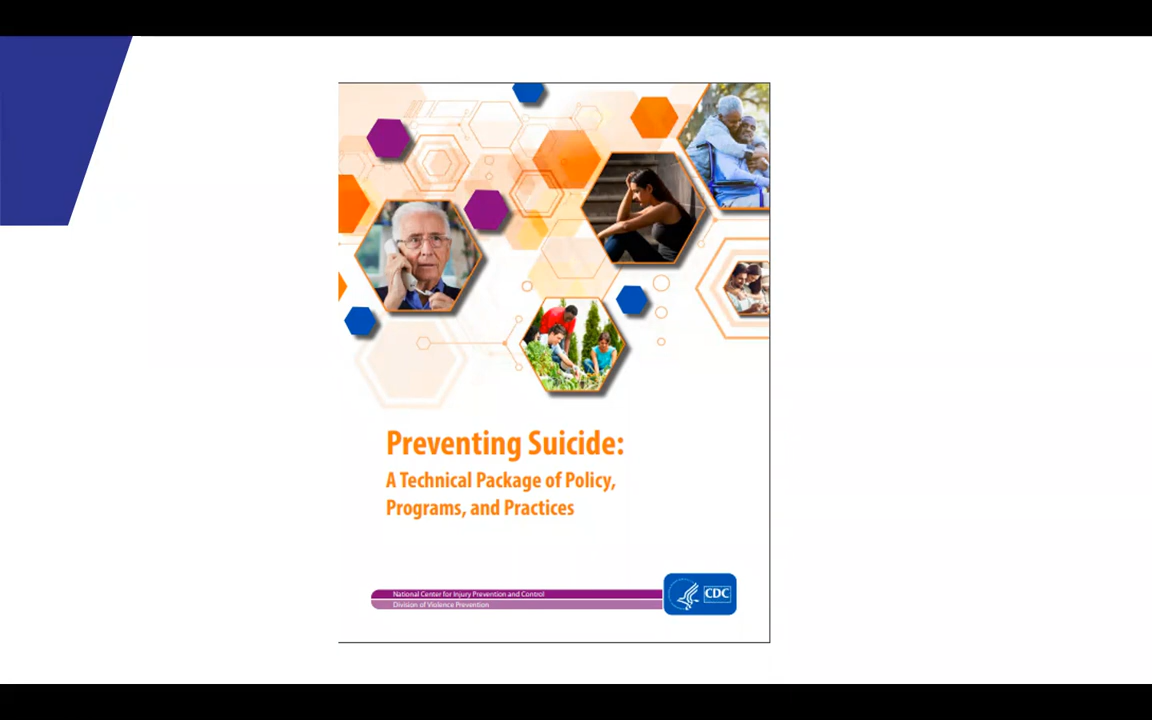 Preventing Suicide:
A Technical Package of Policy,
Programs, and Practices
National Center for Injury Prevention and Control
Division of Violence Prevention
CDC